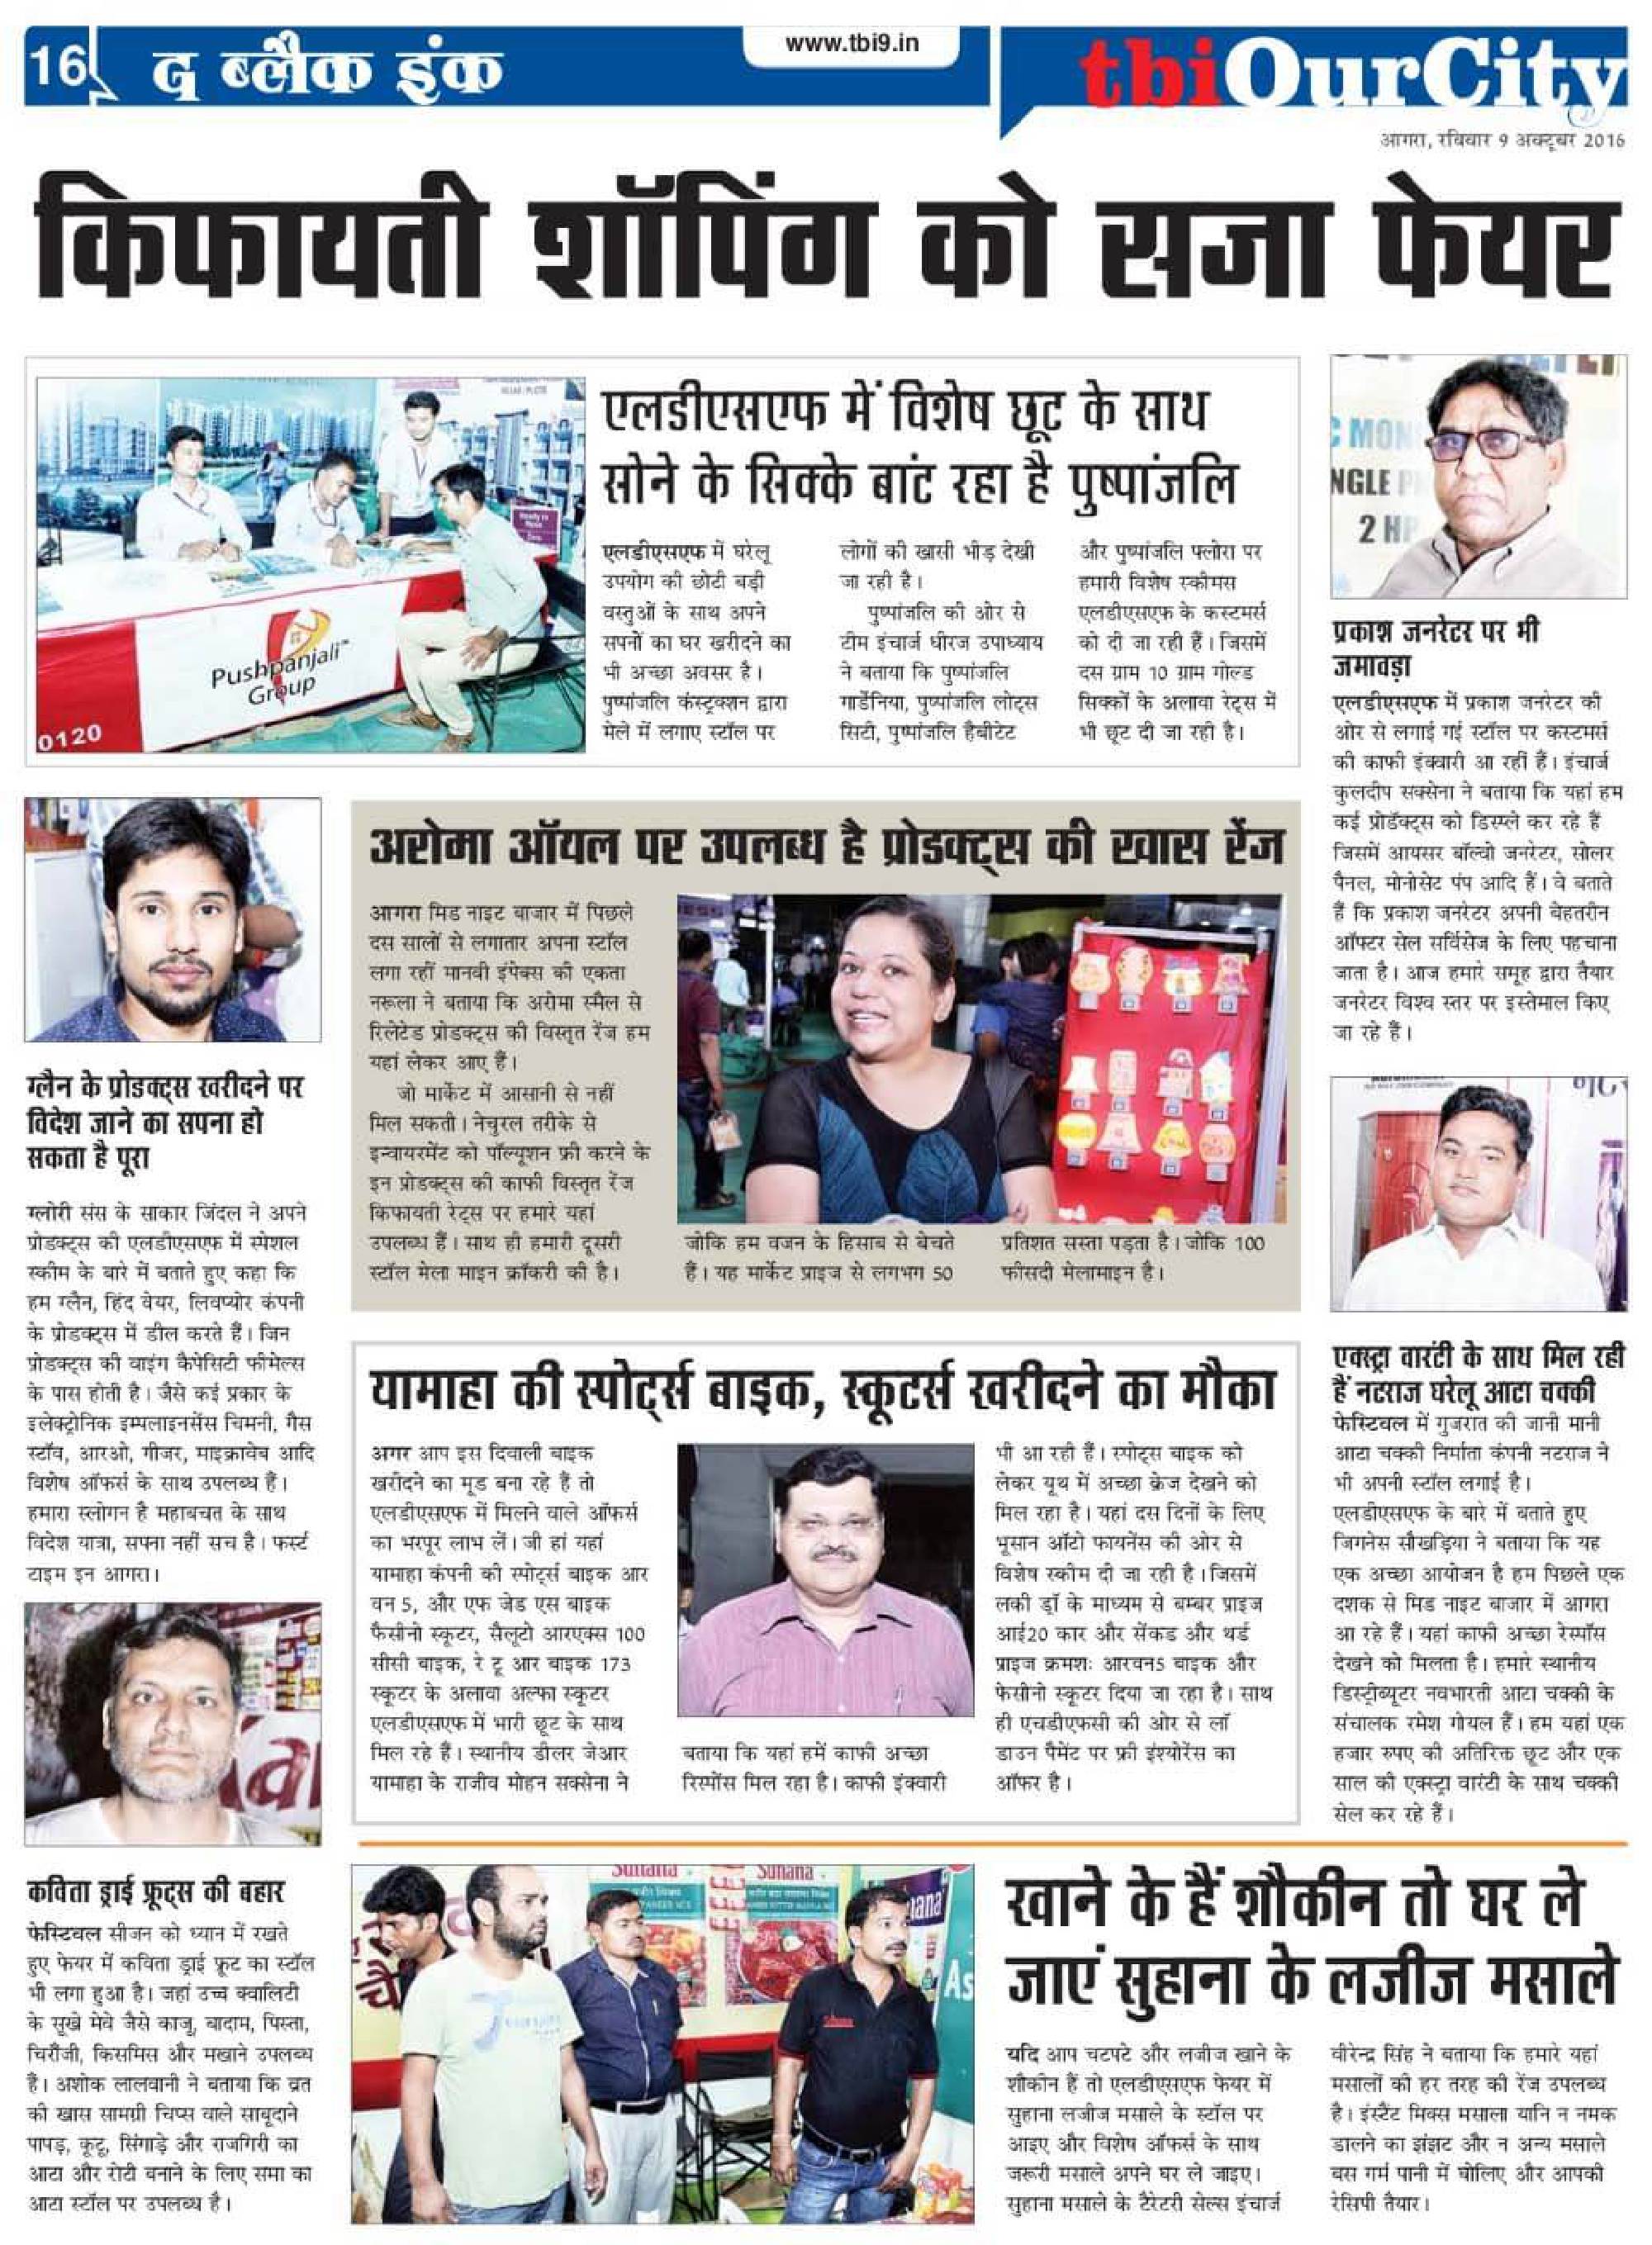 16
द ब्लैक इंक
www.tbi9.in
tbiOurCity
आगरा, रविवार 9 अक्टूबर 2016
किफायती शॉपिंग को सजा फेयर
Pushpanjali
Group
0120
एलडीएसएफ में विशेष छूट के साथ
सोने के सिक्के बांट रहा है पुष्पांजलि
एलडीएसएफ में घरेलू
उपयोग की छोटी बड़ी
वस्तुओं के साथ अपने
सपनों का घर खरीदने का
भी अच्छा अवसर है।
पुष्पांजलि कंस्ट्रक्शन द्वारा
मेले में लगाए स्टॉल पर
लोगों की खासी भीड़ देखी
जा रही है।
पुष्पांजलि की ओर से
टीम इंचार्ज धीरज उपाध्याय
ने बताया कि पुष्पांजलि
गार्डेनिया, पुष्पांजलि लोट्स
सिटी, पुष्पांजलि हैबीटेट
और पुष्पांजलि फ्लोरा पर
हमारी विशेष स्कीमस
एलडीएसएफ के कस्टमर्स
को दी जा रही हैं। जिसमें
दस ग्राम 10 ग्राम गोल्ड
सिक्कों के अलावा रेट्स में
भी छूट दी जा रही है।
2 HP
प्रकाश जनरेटर पर भी
जमावड़ा
एलडीएसएफ में प्रकाश जनरेटर की
ओर से लगाई गई स्टॉल पर कस्टमर्स
की काफी इंक्वारी आ रहीं हैं। इंचार्ज
कुलदीप सक्सेना ने बताया कि यहां हम
कई प्रोडॅक्ट्स को डिस्प्ले कर रहे हैं
जिसमें आयसर बॉल्वो जनरेटर, सोलर
पैनल, मोनोसेट पंप आदि हैं। वे बताते
हैं कि प्रकाश जनरेटर अपनी बेहतरीन
ऑफ्टर सेल सर्विसेज के लिए पहचाना
जाता है। आज हमारे समूह द्वारा तैयार
जनरेटर विश्व स्तर पर इस्तेमाल किए
जा रहे हैं।
ग्लैन के प्रोडक्ट्स खरीदने पर
विदेश जाने का सपना हो
सकता है पूरा
ग्लोरी संस के साकार जिंदल ने अपने
प्रोडक्ट्स की एलडीएसएफ में स्पेशल
स्कीम के बारे में बताते हुए कहा कि
हम ग्लैन, हिंद वेयर, लिवप्योर कंपनी
के प्रोडक्ट्स में डील करते हैं। जिन
प्रोडक्ट्स की वाइंग कैपेसिटी फीमेल्स
के पास होती है। जैसे कई प्रकार के
इलेक्ट्रोनिक इम्पलाइनसेंस चिमनी, गैस
स्टॉव, आरओ, गीजर, माइक्रावेब आदि
विशेष ऑफर्स के साथ उपलब्ध हैं।
हमारा स्लोगन है महाबचत के साथ
विदेश यात्रा, सपना नहीं सच है। फर्स्ट
टाइम इन आगरा।
अरोमा ऑयल पर उपलब्ध है प्रोडक्ट्स की खास रेंज
आगरा मिड नाइट बाजार में पिछले
दस सालों से लगातार अपना स्टॉल
लगा रहीं मानवी इंपेक्स की एकता
नरूला ने बताया कि अरोमा स्मैल से
रिलेटेड प्रोडक्ट्स की विस्तृत रेंज हम
यहां लेकर आए हैं।
जो मार्केट में आसानी से नहीं
मिल सकती। नेचुरल तरीके से
इन्वायरमेंट को पॉल्यूशन फ्री करने के
इन प्रोडक्ट्स की काफी विस्तृत रेंज
किफायती रेट्स पर हमारे यहां
उपलब्ध हैं। साथ ही हमारी दूसरी
स्टॉल मेला माइन क्रॉकरी की है।
जोकि हम वजन के हिसाब से बेचते
हैं। यह मार्केट प्राइज से लगभग 50
प्रतिशत सस्ता पड़ता है। जोकि 100
फीसदी मेलामाइन है।
यामाहा की स्पोर्ट्स बाइक, स्कूटर्स खरीदने का मौका
अगर आप इस दिवाली बाइक
खरीदने का मूड बना रहे हैं तो
एलडीएसएफ में मिलने वाले ऑफर्स
का भरपूर लाभ लें। जी हां यहां
यामाहा कंपनी की स्पोर्ट्स बाइक आर
वन 5, और एफ जेड एस बाइक
फैसीनो स्कूटर, सैलूटो आरएक्स 100
सीसी बाइक, रे टू आर बाइक 173
स्कूटर के अलावा अल्फा स्कूटर
एलडीएसएफ में भारी छूट के साथ
मिल रहे हैं। स्थानीय डीलर जेआर
यामाहा के राजीव मोहन सक्सेना ने
बताया कि यहां हमें काफी अच्छा
रिस्पोंस मिल रहा है। काफी इंक्वारी
भी आ रही हैं। स्पोट्स बाइक को
लेकर यूथ में अच्छा क्रेज देखने को
मिल रहा है। यहां दस दिनों के लिए
भूसान ऑटो फायनेंस की ओर से
विशेष स्कीम दी जा रही है। जिसमें
लकी ड्रॉ के माध्यम से बम्बर प्राइज
आई20 कार और सेंकड और थर्ड
प्राइज क्रमशः आरवन5 बाइक और
फेसीनो स्कूटर दिया जा रहा है। साथ
ही एचडीएफसी की ओर से लॉ
डाउन पैमेंट पर फ्री इंश्योरेंस का
ऑफर है।
एक्स्ट्रा वारंटी के साथ मिल रही
हैं नटराज घरेलू आटा चक्की
फेस्टिवल में गुजरात की जानी मानी
आटा चक्की निर्माता कंपनी नटराज ने
भी अपनी स्टॉल लगाई है।
एलडीएसएफ के बारे में बताते हुए
जिगनेस सौखड़िया ने बताया कि यह
एक अच्छा आयोजन है हम पिछले एक
दशक से मिड नाइट बाजार में आगरा
आ रहे हैं। यहां काफी अच्छा रेस्पॉस
देखने को मिलता है। हमारे स्थानीय
डिस्ट्रीब्यूटर नवभारती आटा चक्की के
संचालक रमेश गोयल हैं। हम यहां एक
हजार रुपए की अतिरिक्त छूट और एक
साल की एक्स्ट्रा वारंटी के साथ चक्की
सेल कर रहे हैं।
कविता ड्राई फ्रूट्स की बहार
फेस्टिवल सीजन को ध्यान में रखते
हुए फेयर में कविता ड्राई फ्रूट का स्टॉल
भी लगा हुआ है। जहां उच्च क्वालिटी
के सूखे मेवे जैसे काजू, बादाम, पिस्ता,
चिरौंजी, किसमिस और मखाने उपलब्ध
हैं। अशोक लालवानी ने बताया कि व्रत
की खास सामग्री चिप्स वाले साबूदाने
पापड़, कूटू, सिंगाड़े और राजगिरी का
आटा और रोटी बनाने के लिए समा का
आटा स्टॉल पर उपलब्ध है।
Suhana
खाने के हैं शौकीन तो घर ले
जाएं सुहाना के लजीज मसाले
यदि आप चटपटे और लजीज खाने के
शौकीन हैं तो एलडीएसएफ फेयर में
सुहाना लजीज मसाले के स्टॉल पर
आइए और विशेष ऑफर्स के साथ
जरूरी मसाले अपने घर ले जाइए।
सुहाना मसाले के टैरेटरी सेल्स इंचार्ज
वीरेन्द्र सिंह ने बताया कि हमारे यहां
मसालों की हर तरह की रेंज उपलब्ध
है। इंस्टैंट मिक्स मसाला यानि न नमक
डालने का झंझट और न अन्य मसाले
बस गर्म पानी में घोलिए और आपकी
रेसिपी तैयार।